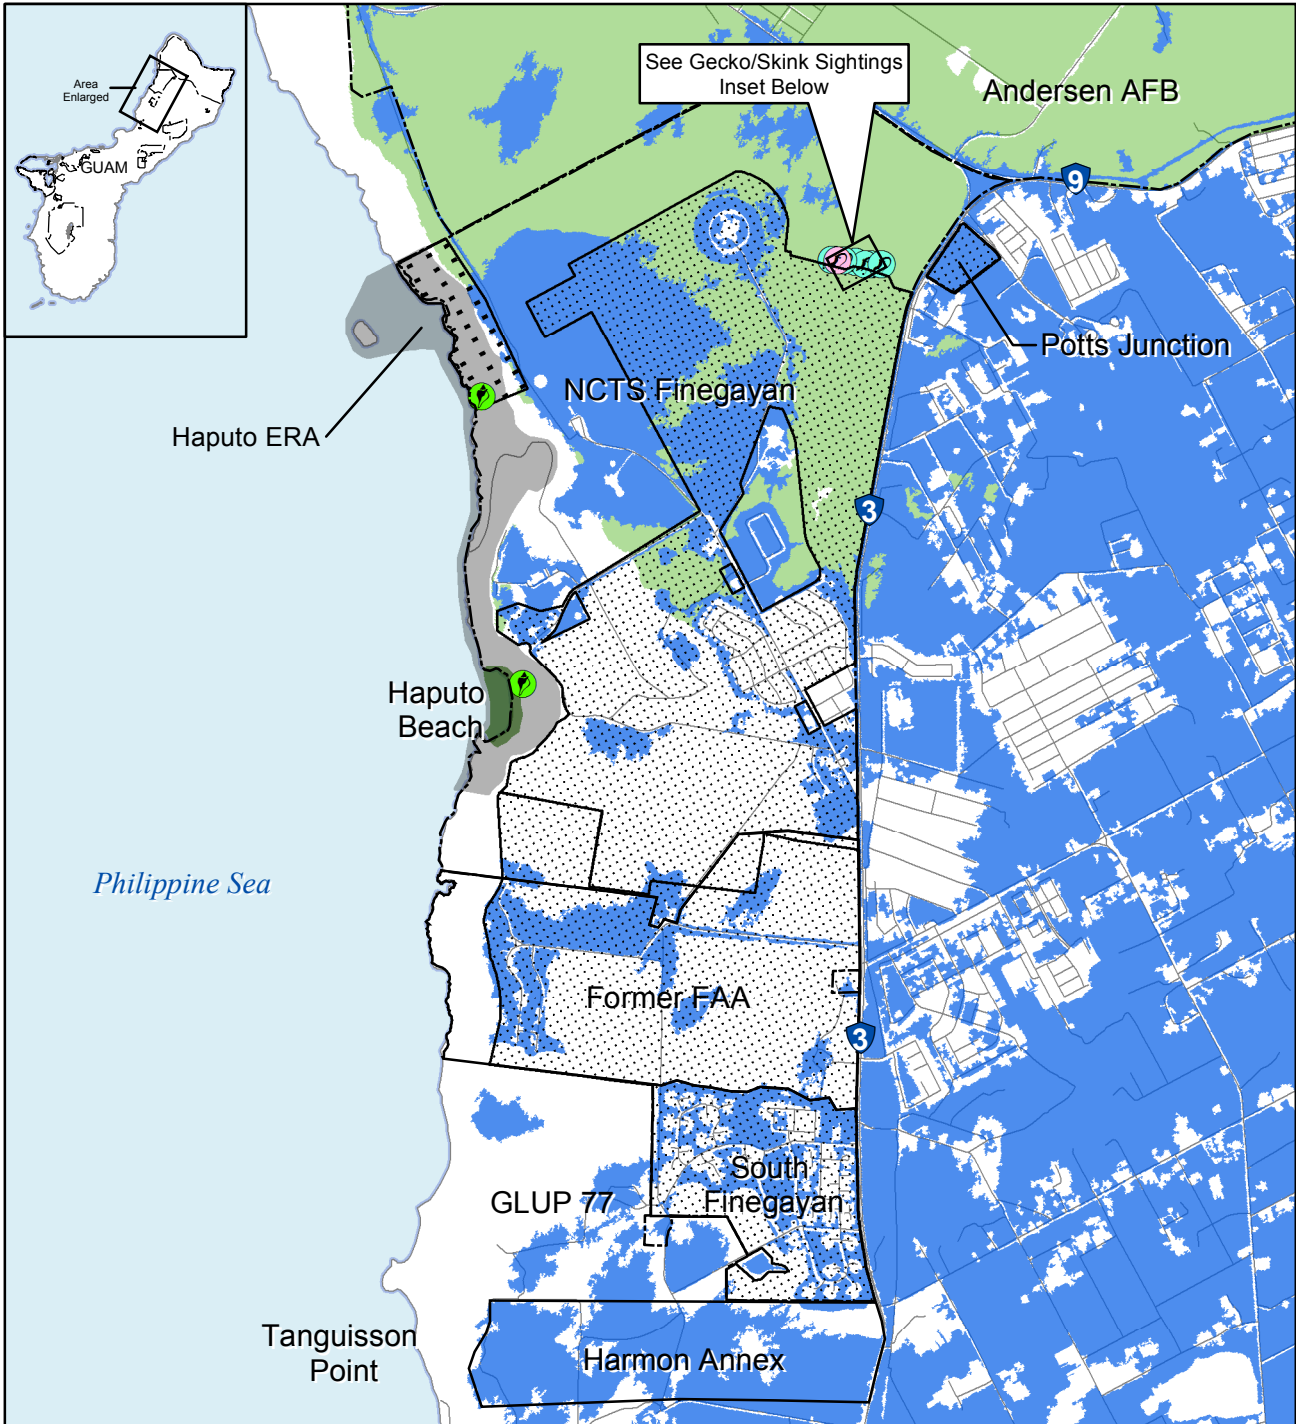 Area
Enlarged
GUAM
See Gecko/Skink Sightings
Inset Below
Andersen AFB
9
Potts Junction
NCTS Finegayan
Haputo ERA
3
Haputo
Beach
Philippine Sea
Former FAA
3
South
Finegayan
GLUP 77
Tanguisson
Point
Harmon Annex